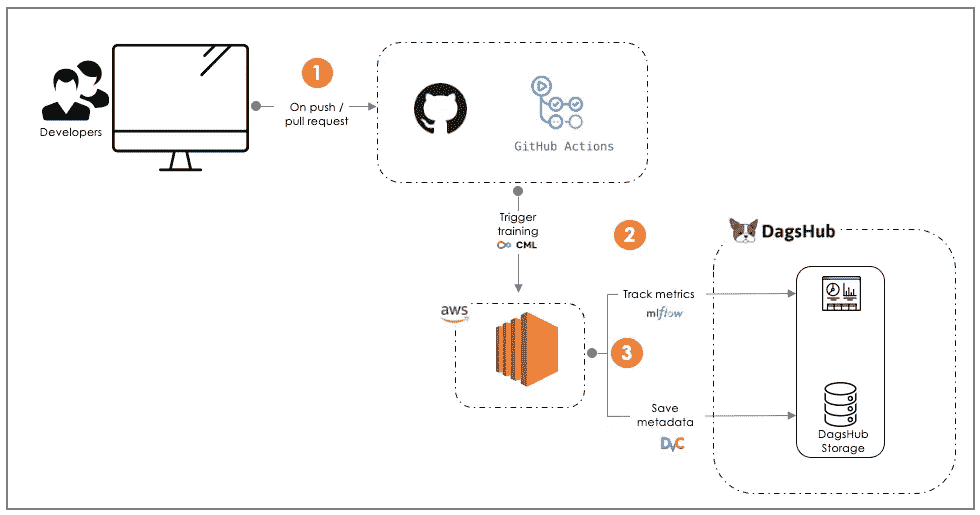 Developers
1
On push /
pull request
GitHub Actions
Trigger
training
CML
2
DagsHub
aws
Track metrics
mlflow
3
Save
metadata
DVC
DagsHub
Storage